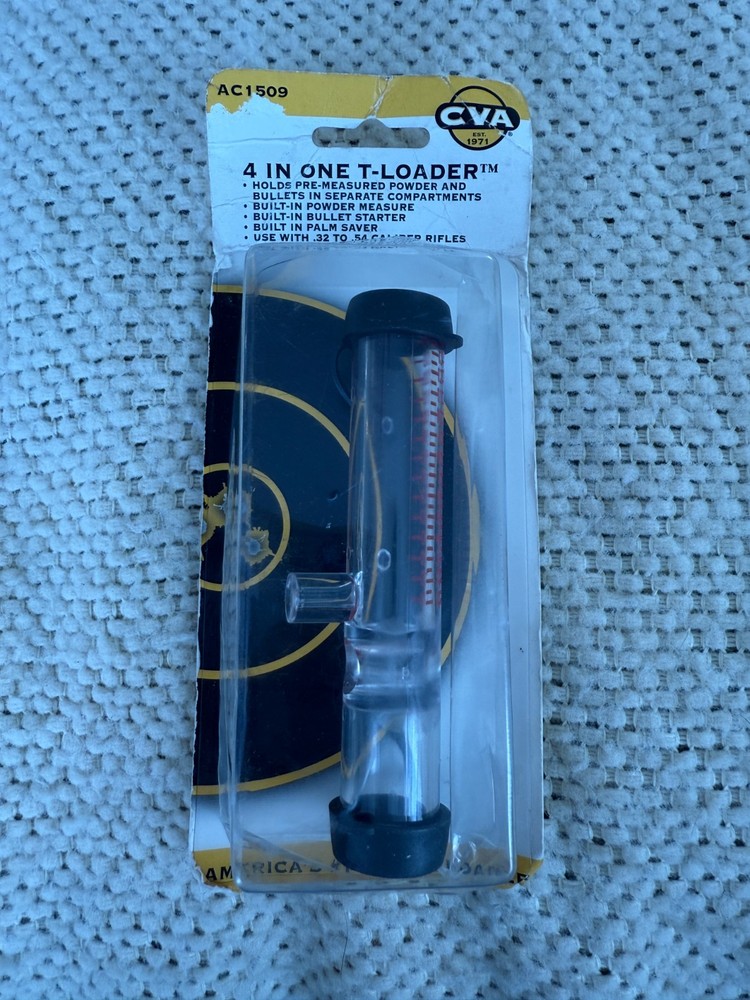 AC1509
CVA
EST.
1971
4 IN ONE T-LOADER™
• HOLDS PRE-MEASURED POWDER AND
BULLETS IN SEPARATE COMPARTMENTS
• BUILT-IN POWDER MEASURE
• BUILT-IN BULLET STARTER
• BUILT IN PALM SAVER
• USE WITH .32 TO .54 CALIBER RIFLES
AMERICA'S